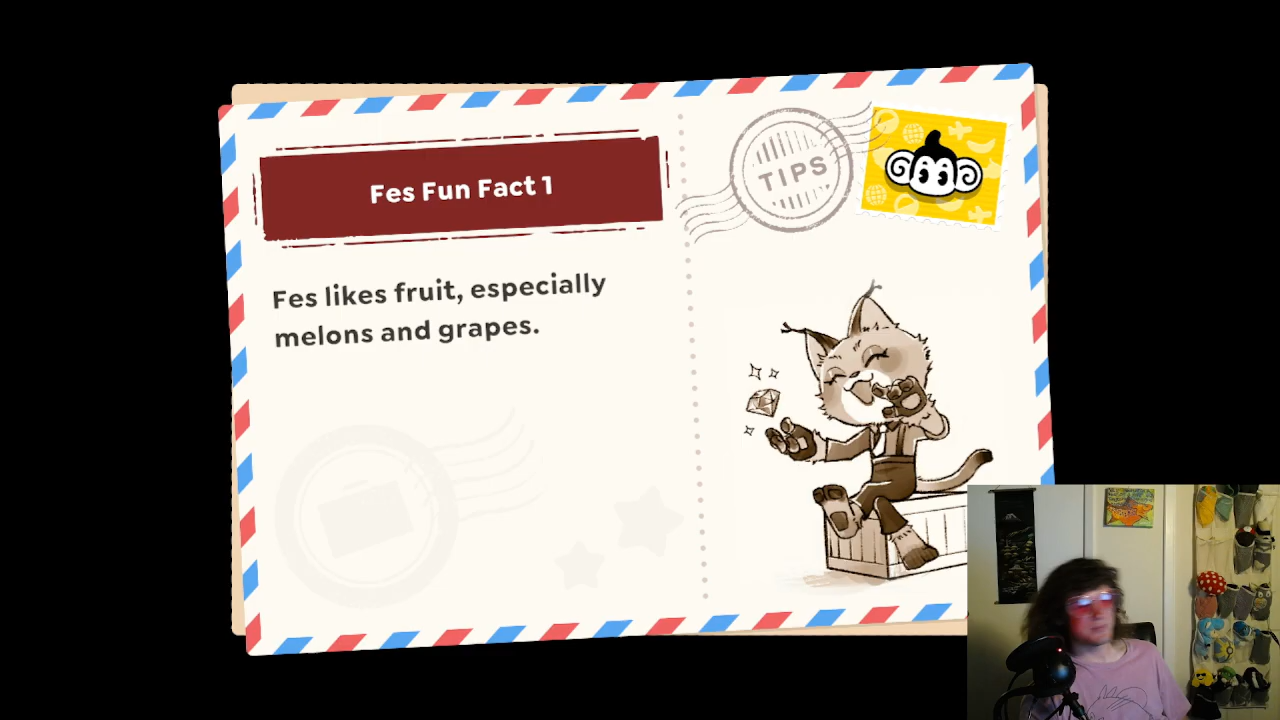 Fes Fun Fact 1
TIPS
Fes likes fruit, especially
melons and grapes.